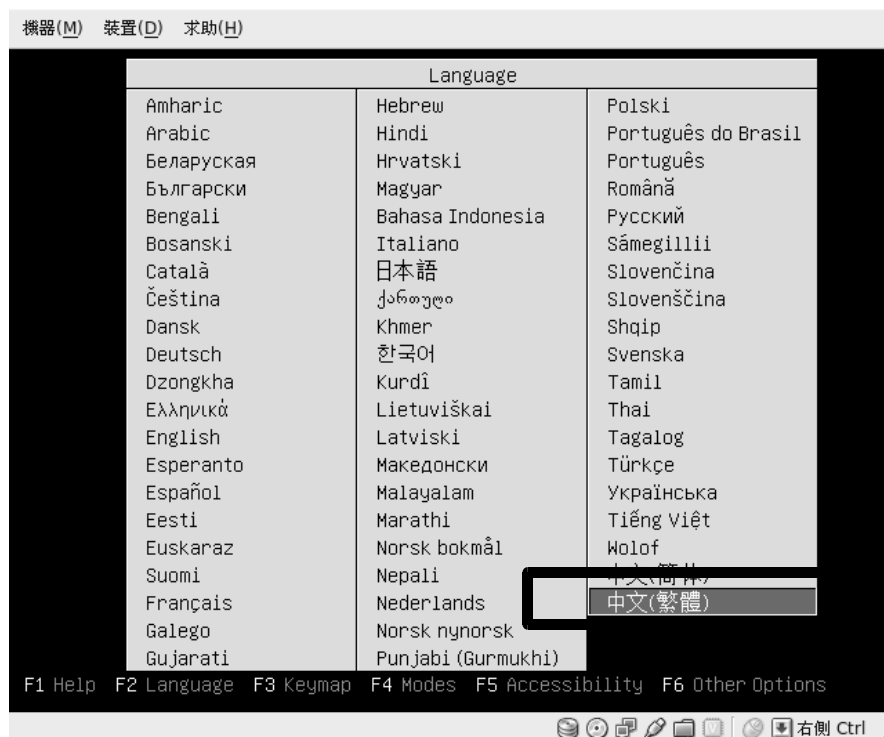 機器(M) 裝置(D) 求助(H)
Language
Amharic
Arabic
Беларуская
Български
Bengali
Bosanski
Català
Čeština
Dansk
Deutsch
Dzongkha
Ελληνικά
English
Esperanto
Español
Eesti
Euskaraz
Suomi
Français
Galego
Gujarati
Hebrew
Hindi
Hrvatski
Magyar
Bahasa Indonesia
Italiano
日本語
ქართული
Khmer
한국어
Kurdî
Lietuviškai
Latviski
Македонски
Malayalam
Marathi
Norsk bokmål
Nepali
Nederlands
Norsk nynorsk
Punjabi (Gurmukhi)
Polski
Português do Brasil
Português
Română
Русский
Sámegillii
Slovenčina
Slovenščina
Shqip
Svenska
Tamil
Thai
Tagalog
Türkçe
Українська
Tiếng Việt
Wolof
中文(简体)
中文(繁體)
F1 Help F2 Language F3 Keymap F4 Modes F5 Accessibility F6 Other Options
右側 Ctrl